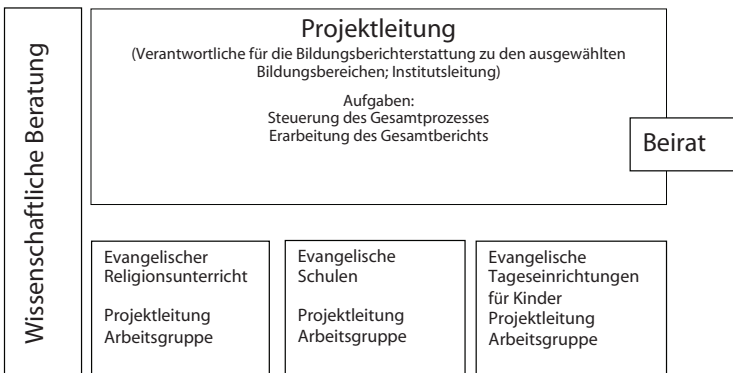 Wissenschaftliche Beratung
Projektleitung
(Verantwortliche für die Bildungsberichterstattung zu den ausgewählten
Bildungsbereichen; Institutsleitung)
Aufgaben:
Steuerung des Gesamtprozesses
Erarbeitung des Gesamtberichts
Beirat
Evangelischer
Religionsunterricht
Projektleitung
Arbeitsgruppe
Evangelische
Schulen
Projektleitung
Arbeitsgruppe
Evangelische
Tageseinrichtungen
für Kinder
Projektleitung
Arbeitsgruppe